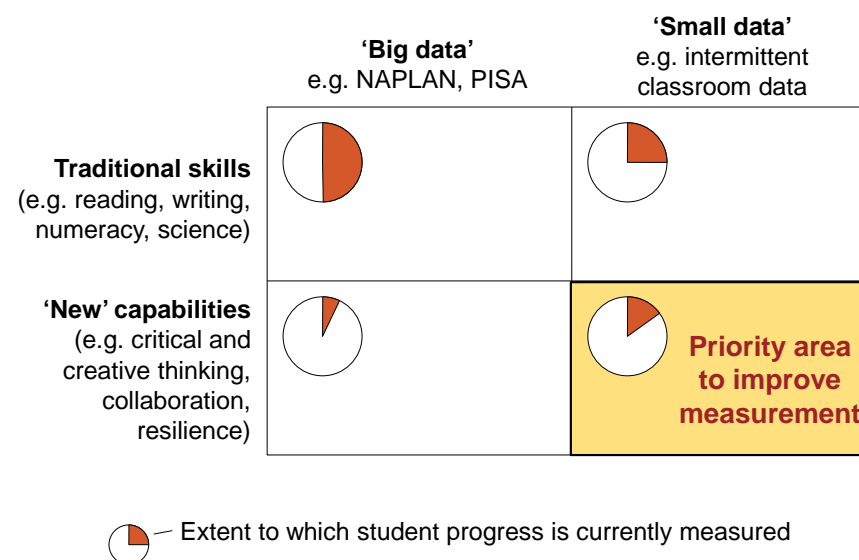 ‘Big data’
e.g. NAPLAN, PISA
‘Small data’
e.g. intermittent
classroom data
Traditional skills
(e.g. reading, writing,
numeracy, science)
‘New’ capabilities
(e.g. critical and
creative thinking,
collaboration,
resilience)
Priority area
to improve
measurement
Extent to which student progress is currently measured